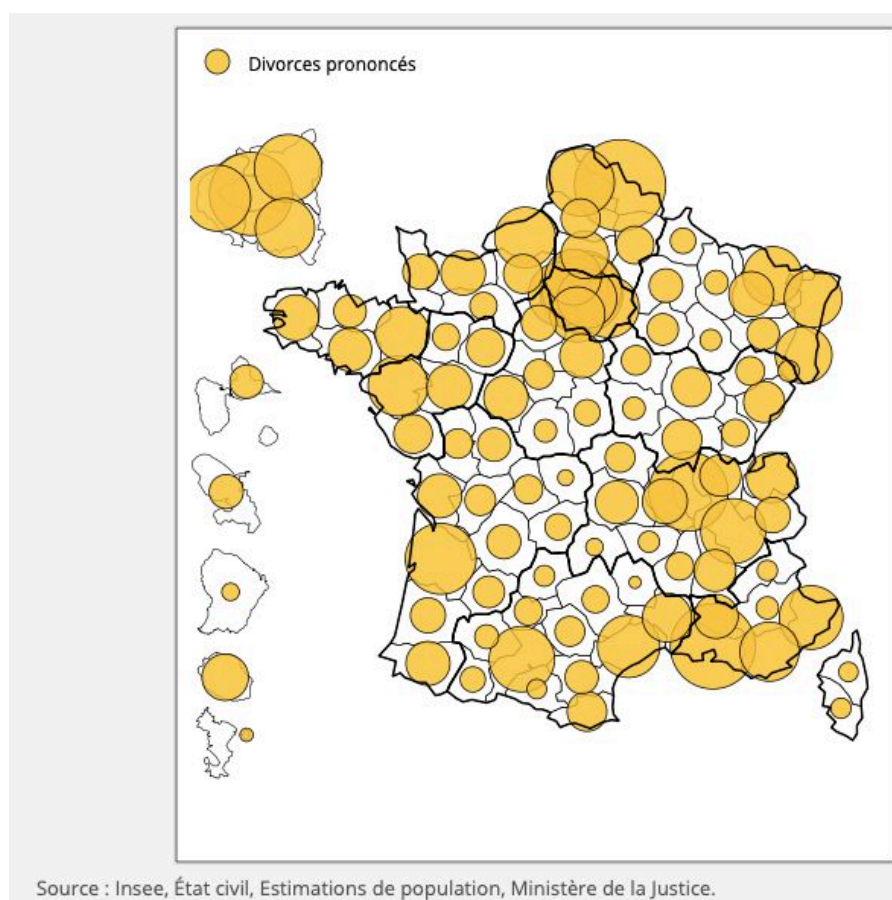 Divorces prononcés
Source : Insee, État civil, Estimations de population, Ministère de la Justice.